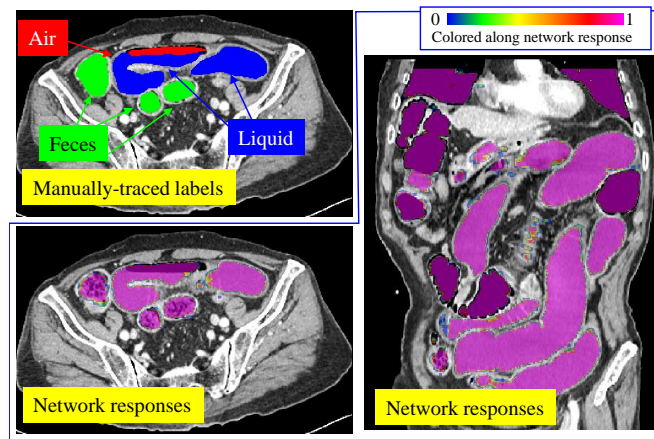 Air
Feces
Liquid
Manually-traced labels
0 1
Colored along network response
Network responses
Network responses